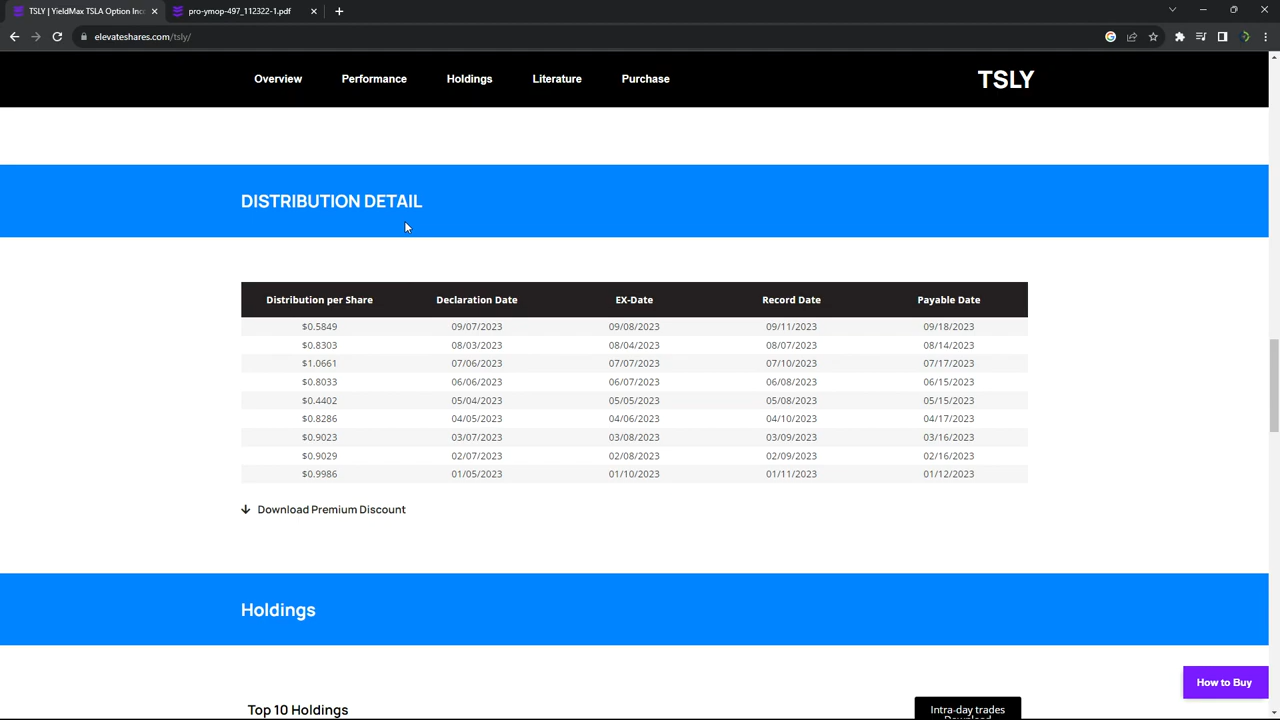 TSLY | YieldMax TSLA Option Inc
pro-ymop-497_112322-1.pdf
elevateshares.com/tsly/
Overview Performance Holdings Literature Purchase TSLY
DISTRIBUTION DETAIL
Distribution per Share Declaration Date EX-Date Record Date Payable Date
$0.5849 09/07/2023 09/08/2023 09/11/2023 09/18/2023
$0.8303 08/03/2023 08/04/2023 08/07/2023 08/14/2023
$1.0661 07/06/2023 07/07/2023 07/10/2023 07/17/2023
$0.8033 06/06/2023 06/07/2023 06/08/2023 06/15/2023
$0.4402 05/04/2023 05/05/2023 05/08/2023 05/15/2023
$0.8286 04/05/2023 04/06/2023 04/10/2023 04/17/2023
$0.9023 03/07/2023 03/08/2023 03/09/2023 03/16/2023
$0.9029 02/07/2023 02/08/2023 02/09/2023 02/16/2023
$0.9986 01/05/2023 01/10/2023 01/11/2023 01/12/2023
Download Premium Discount
Holdings
How to Buy
Top 10 Holdings
Intra-day trades
Download